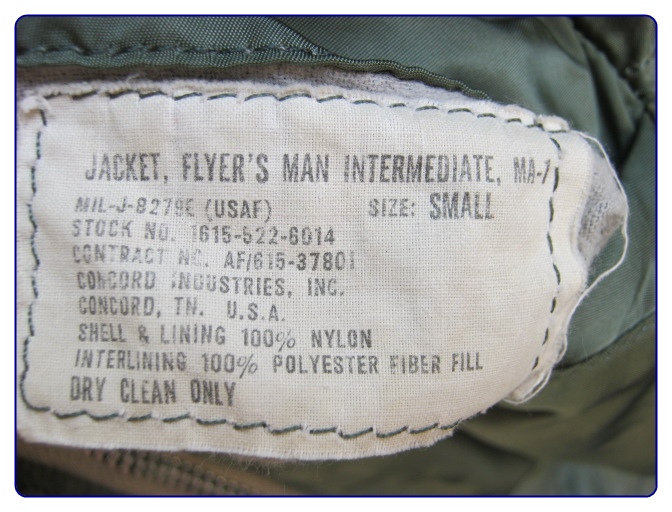 JACKET, FLYER'S MAN INTERMEDIATE, MA-1
MIL-J-8279E (USAF) SIZE: SMALL
STOCK NO. 1615-522-6014
CONTRACT NO. AF/615-37801
CONCORD INDUSTRIES, INC.
CONCORD, TN. U.S.A.
SHELL & LINING 100% NYLON
INTERLINING 100% POLYESTER FIBER FILL
DRY CLEAN ONLY